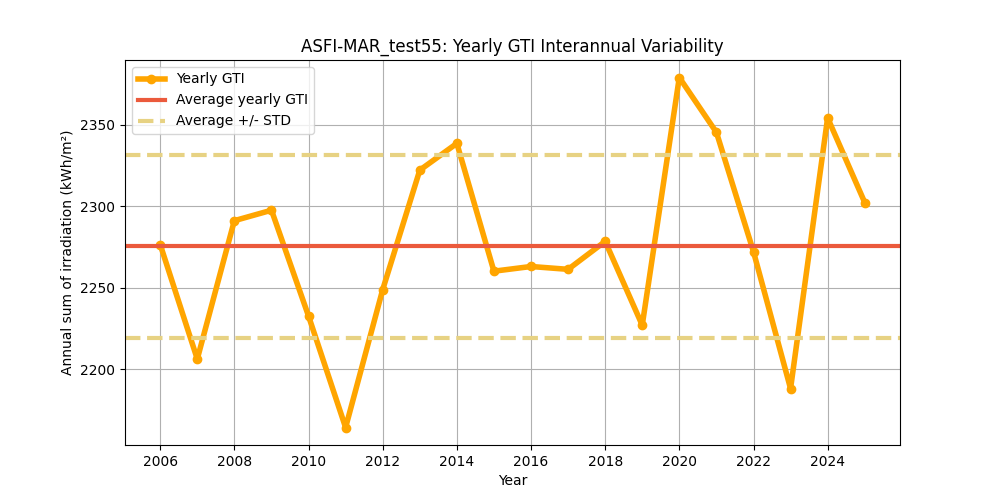 ASFI-MAR_test55: Yearly GTI Interannual Variability
Yearly GTI
Average yearly GTI
Average +/- STD
Annual sum of irradiation (kWh/m²)
2350
2300
2250
2200
2006 2008 2010 2012 2014 2016 2018 2020 2022 2024
Year